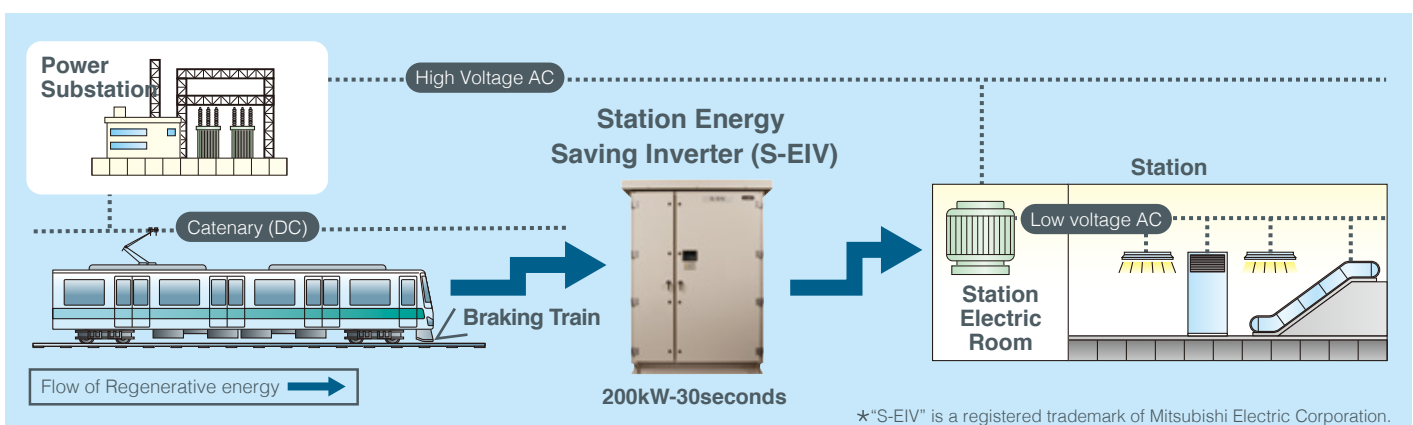 Power
Substation
High Voltage AC
Station Energy
Saving Inverter (S-EIV)
Station
Catenary (DC)
Low voltage AC
Braking Train
Station
Electric
Room
Flow of Regenerative energy
200kW-30seconds
*"S-EIV" is a registered trademark of Mitsubishi Electric Corporation.